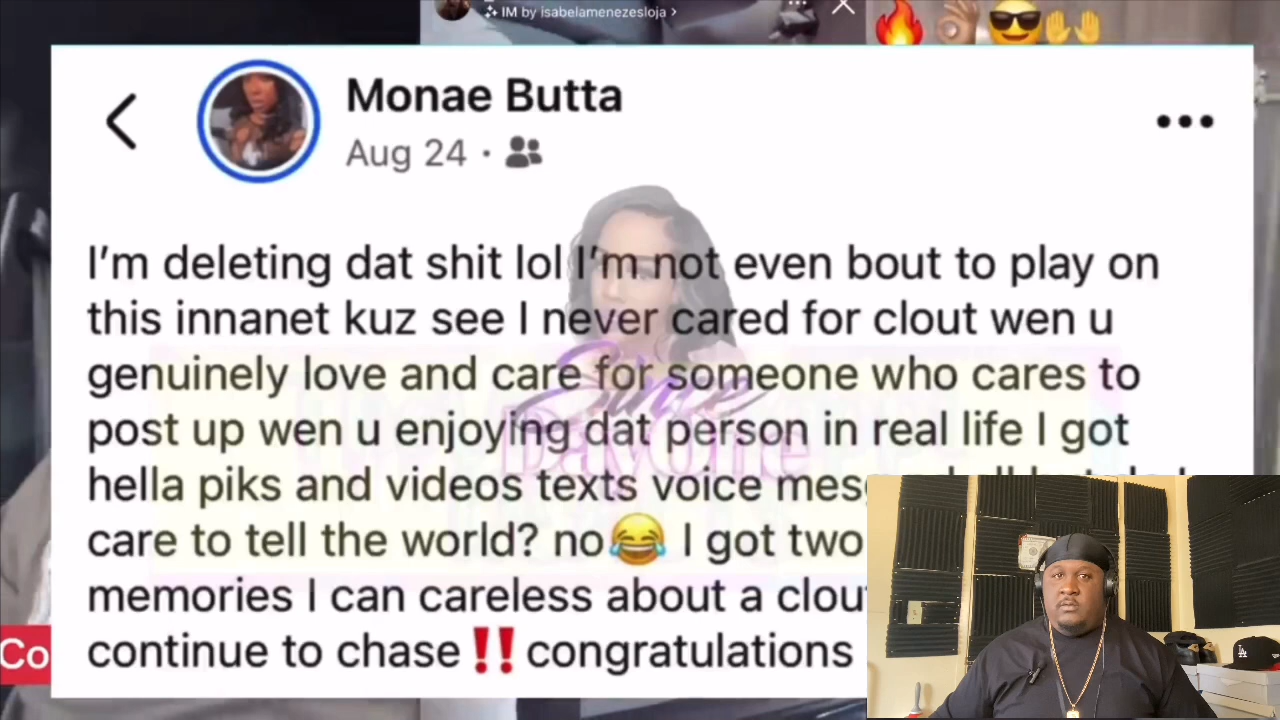 IM by isabelamenezesloja >
Monae Butta
Aug 24 ·
I'm deleting dat shit lol I'm not even bout to play on
this innanet kuz see I never cared for clout wen u
genuinely love and care for someone who cares to
post up wen u enjoying dat person in real life I got
hella piks and videos texts voice
care to tell the world? no😂 I got two
memories I can careless about a
continue to chase‼️congratulations
Since
DayOne
Co
LA